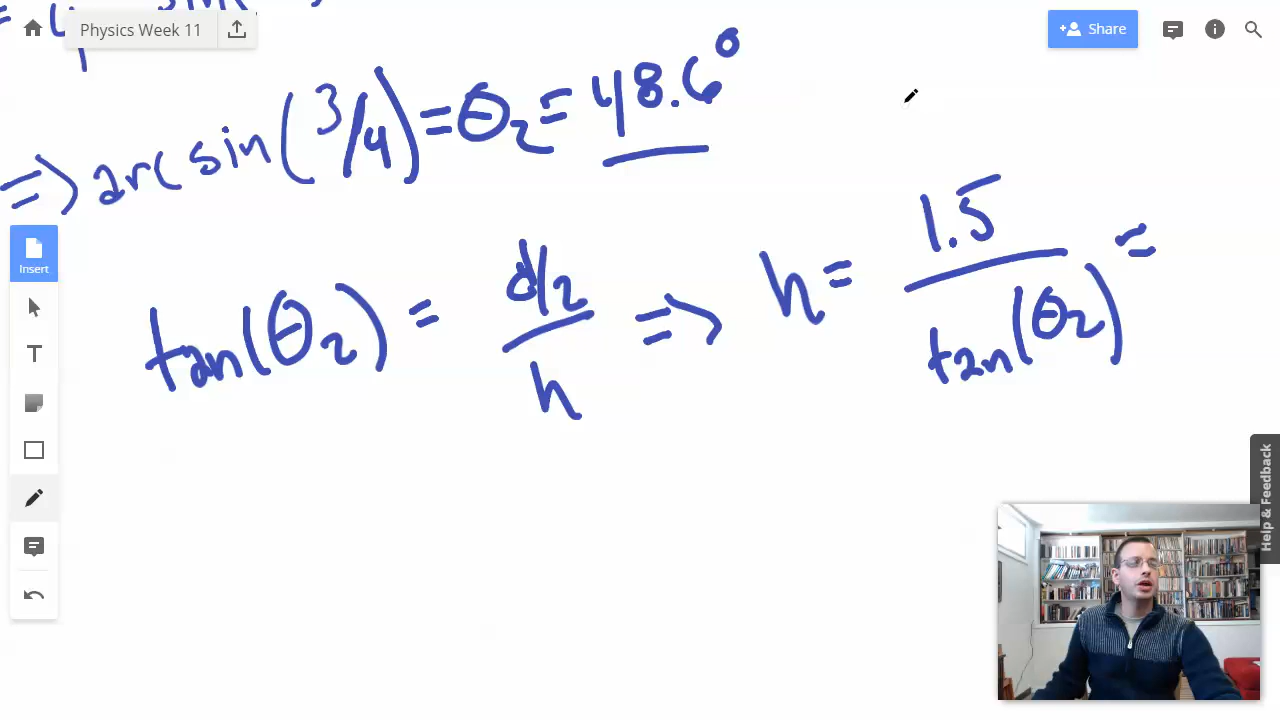 Physics Week 11
Share
=> arcsin(3/4) = θ2 = 48.6°
Insert
tan(θ2) = d/2 / h => h = 1.5 / tan(θ2) =
T
Help & Feedback